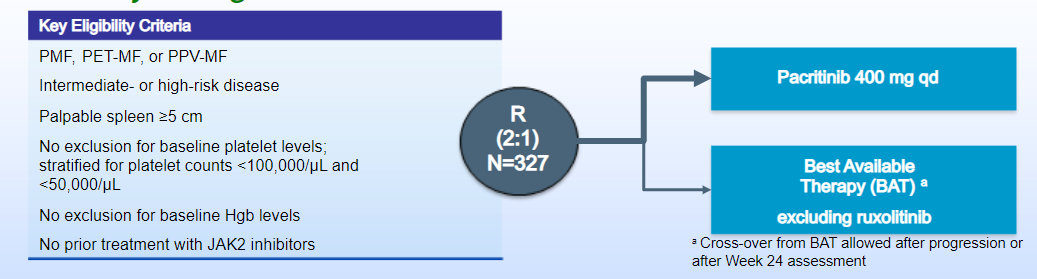 Key Eligibility Criteria
PMF, PET-MF, or PPV-MF
Intermediate- or high-risk disease
Palpable spleen ≥5 cm
No exclusion for baseline platelet levels;
stratified for platelet counts <100,000/µL and
<50,000/µL
No exclusion for baseline Hgb levels
No prior treatment with JAK2 inhibitors
R
(2:1)
N=327
Pacritinib 400 mg qd
Best Available
Therapy (BAT) ª
excluding ruxolitinib
ª Cross-over from BAT allowed after progression or
after Week 24 assessment